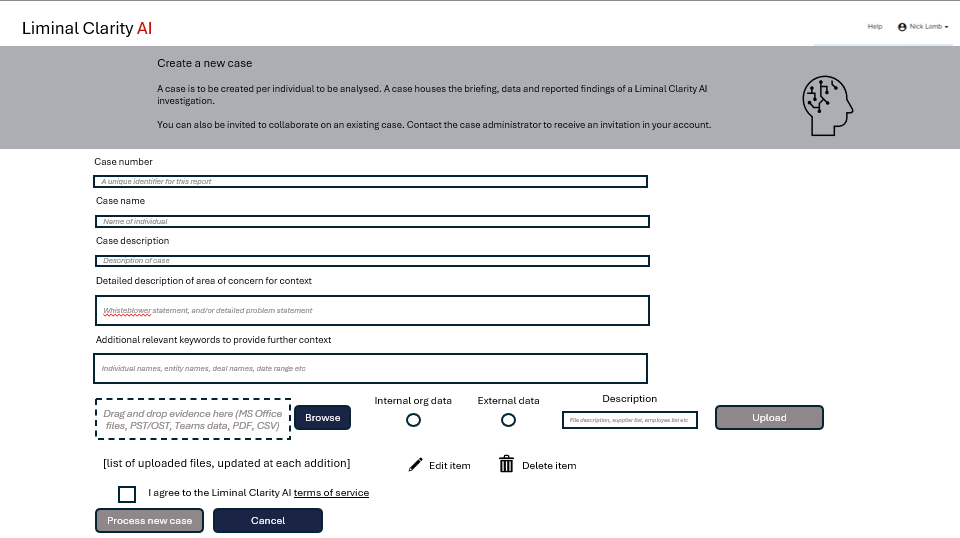 Liminal Clarity AI
Help
Nick Lamb
Create a new case
A case is to be created per individual to be analysed. A case houses the briefing, data and reported findings of a Liminal Clarity AI
investigation.
You can also be invited to collaborate on an existing case. Contact the case administrator to receive an invitation in your account.
Case number
A unique identifier for this report
Case name
Name of individual
Case description
Description of case
Detailed description of area of concern for context
Whisteblower statement, and/or detailed problem statement
Additional relevant keywords to provide further context
Individual names, entity names, deal names, date range etc
Drag and drop evidence here (MS Office
files, PST/OST, Teams data, PDF, CSV)
Browse
Internal org data
External data
Description
File description, supplier list, employee list etc
Upload
[list of uploaded files, updated at each addition]
Edit item
Delete item
I agree to the Liminal Clarity AI terms of service
Process new case
Cancel